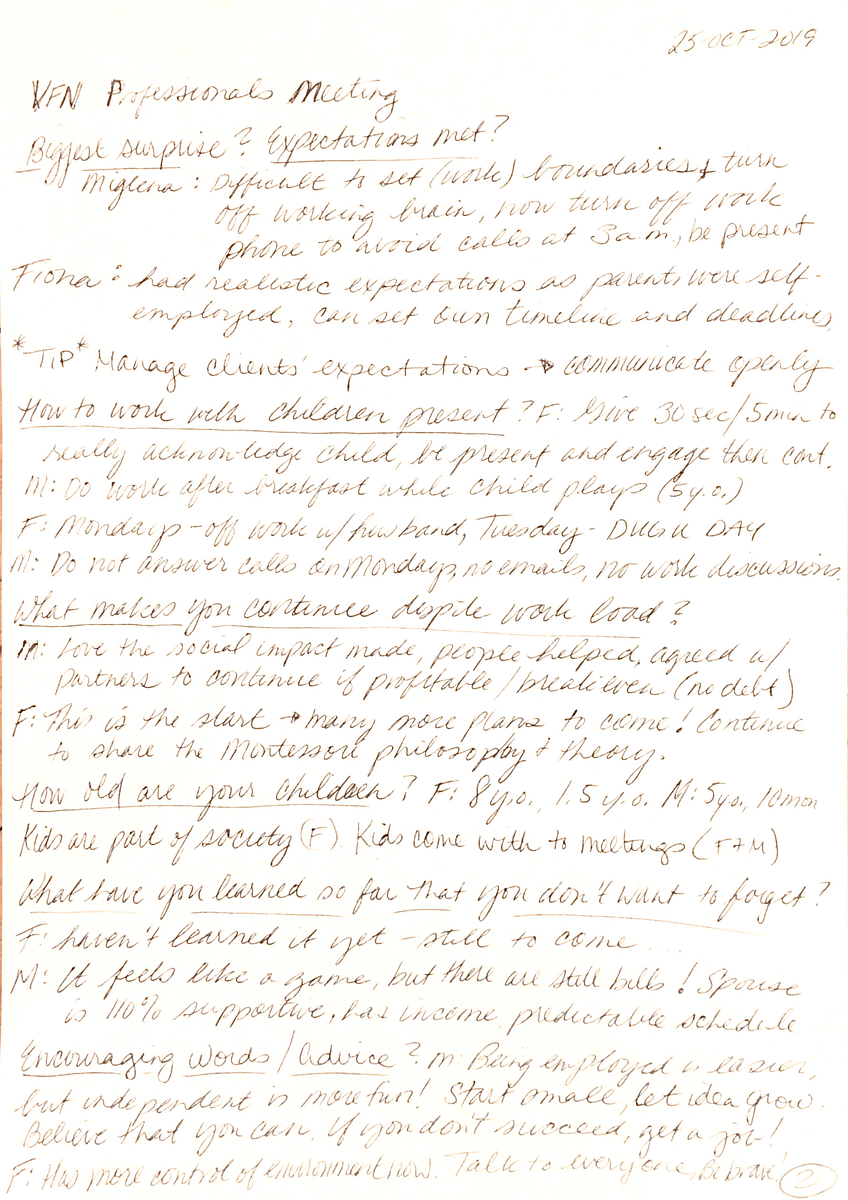 25-OCT-2019
VFN Professionals Meeting
Biggest surprise? Expectations met?
Miglena: Difficult to set (work) boundaries, turn
off working brain, now turn off work
phone to avoid calls at 3a.m., be present
Fiona: had realistic expectations as parents were self-
employed, can set own timeline and deadlines.
*TIP* Manage clients' expectations → communicate openly
How to work with children present? F: Give 30 sec/5min to
really acknowledge child, be present and engage then cont.
M: Do work after breakfast while child plays (5y.o.)
F: Mondays - off work w/ husband, Tuesday - DAY
M: Do not answer calls on Mondays, no emails, no work discussions.
What makes you continue dispite work load?
M: Love the social impact made, people helped, agreed w/
partners to continue if profitable/breakeven (no debt)
F: This is the start → many more plans to come! Continue
to share the Montessori philosophy + theory.
How old are your children? F: 8y.o., 1.5 y.o. M: 5y.o., 10mon
Kids are part of society (F). Kids come with to meetings (F+M)
What have you learned so far that you don't want to forget?
F: haven't learned it yet - still to come ...
M: It feels like a game, but there are still bills! Spouse
is 110% supportive, has income, predictable schedule
Encouraging words / Advice? M: Being employed is easier,
but independent is more fun! Start small, let idea grow.
Believe that you can. If you don't succeed, get a job!
F: Has more control of environment now. Talk to everyone, Be brave! 2